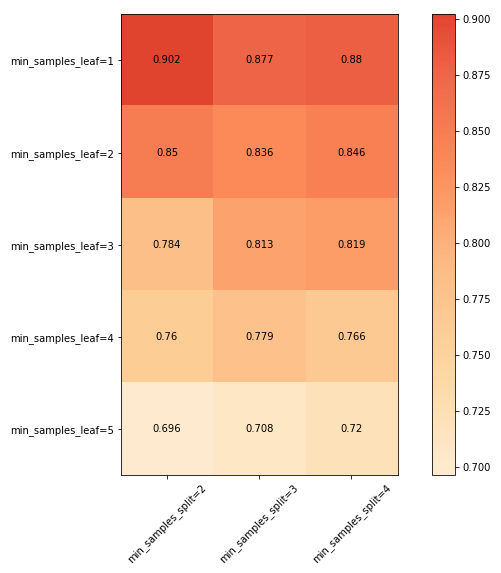 min_samples_leaf=1 0.902 0.877 0.88
min_samples_leaf=2 0.85 0.836 0.846
min_samples_leaf=3 0.784 0.813 0.819
min_samples_leaf=4 0.76 0.779 0.766
min_samples_leaf=5 0.696 0.708 0.72
min_samples_split=2
min_samples_split=3
min_samples_split=4
0.900
0.875
0.850
0.825
0.800
0.775
0.750
0.725
0.700